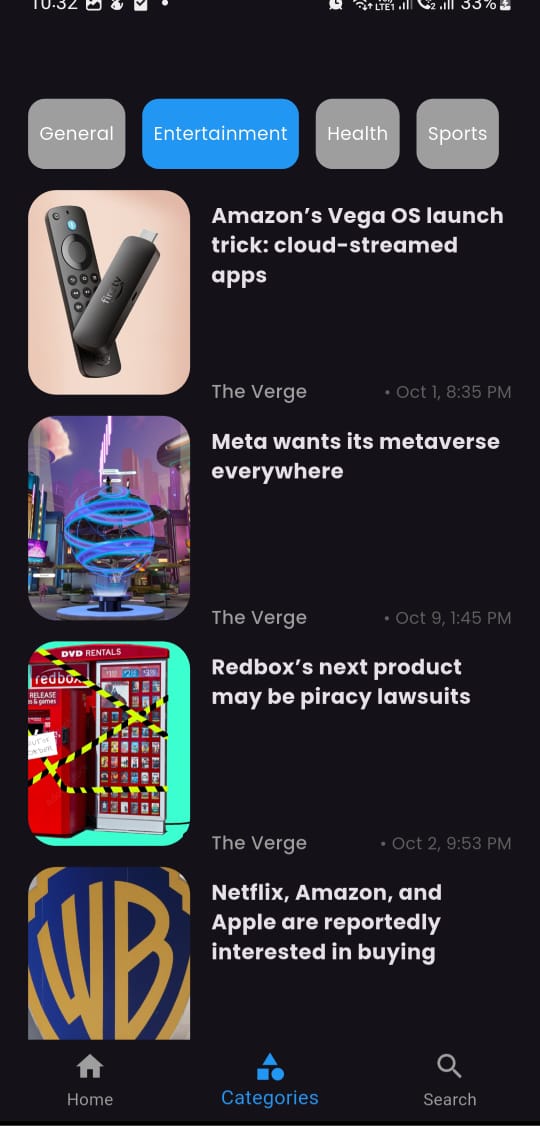 10:32
LTE1
33%
General Entertainment Health Sports
Amazon’s Vega OS launch
trick: cloud-streamed
apps
The Verge • Oct 1, 8:35 PM
Meta wants its metaverse
everywhere
The Verge • Oct 9, 1:45 PM
DVD RENTALS
redbox
RELEASE
Redbox’s next product
may be piracy lawsuits
The Verge • Oct 2, 9:53 PM
WB
Netflix, Amazon, and
Apple are reportedly
interested in buying
Home Categories Search